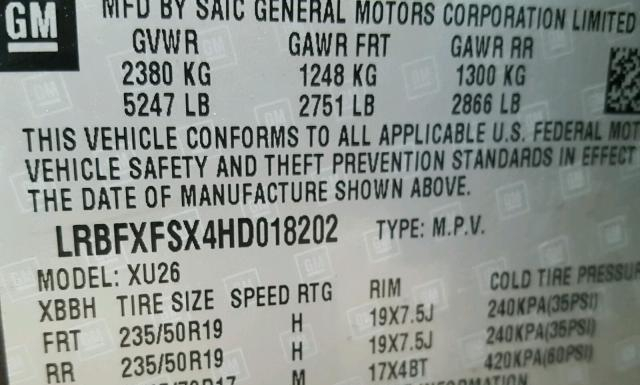 GM
MFD BY SAIC GENERAL MOTORS CORPORATION LIMITED
GVWR GAWR FRT GAWR RR
2380 KG 1248 KG 1300 KG
5247 LB 2751 LB 2866 LB
THIS VEHICLE CONFORMS TO ALL APPLICABLE U.S. FEDERAL MOT
VEHICLE SAFETY AND THEFT PREVENTION STANDARDS IN EFFECT
THE DATE OF MANUFACTURE SHOWN ABOVE.
LRBFXFSX4HD018202 TYPE: M.P.V.
MODEL: XU26
XBBH TIRE SIZE SPEED RTG RIM COLD TIRE PRESSUR
FRT 235/50R19 H 19X7.5J 240KPA(35PSI)
RR 235/50R19 H 19X7.5J 240KPA(35PSI)
M 17X4BT 420KPA(60PSI)
INFORMATION